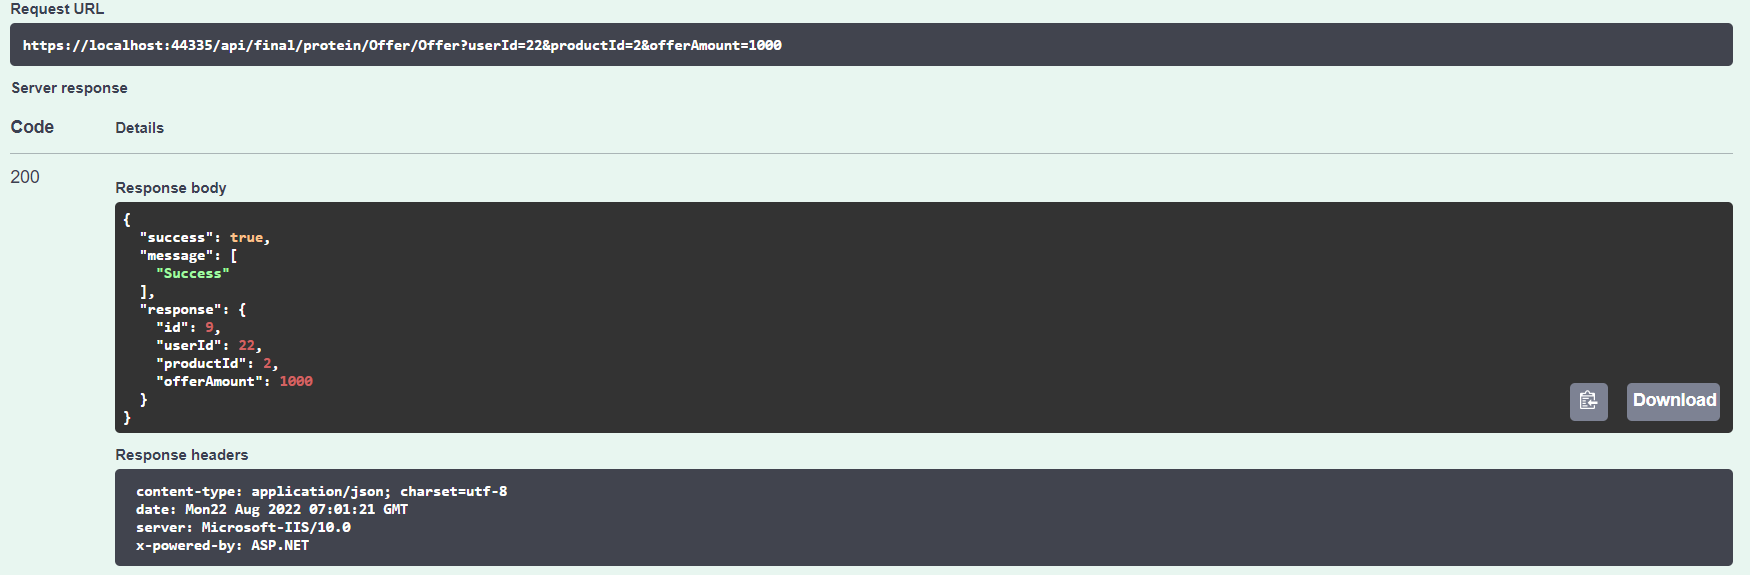 Request URL
https://localhost:44335/api/final/protein/Offer/Offer?userId=22&productId=2&offerAmount=1000
Server response
Code Details
200
Response body
{
  "success": true,
  "message": [
    "Success"
  ],
  "response": {
    "id": 9,
    "userId": 22,
    "productId": 2,
    "offerAmount": 1000
  }
}
Download
Response headers
content-type: application/json; charset=utf-8
date: Mon22 Aug 2022 07:01:21 GMT
server: Microsoft-IIS/10.0
x-powered-by: ASP.NET